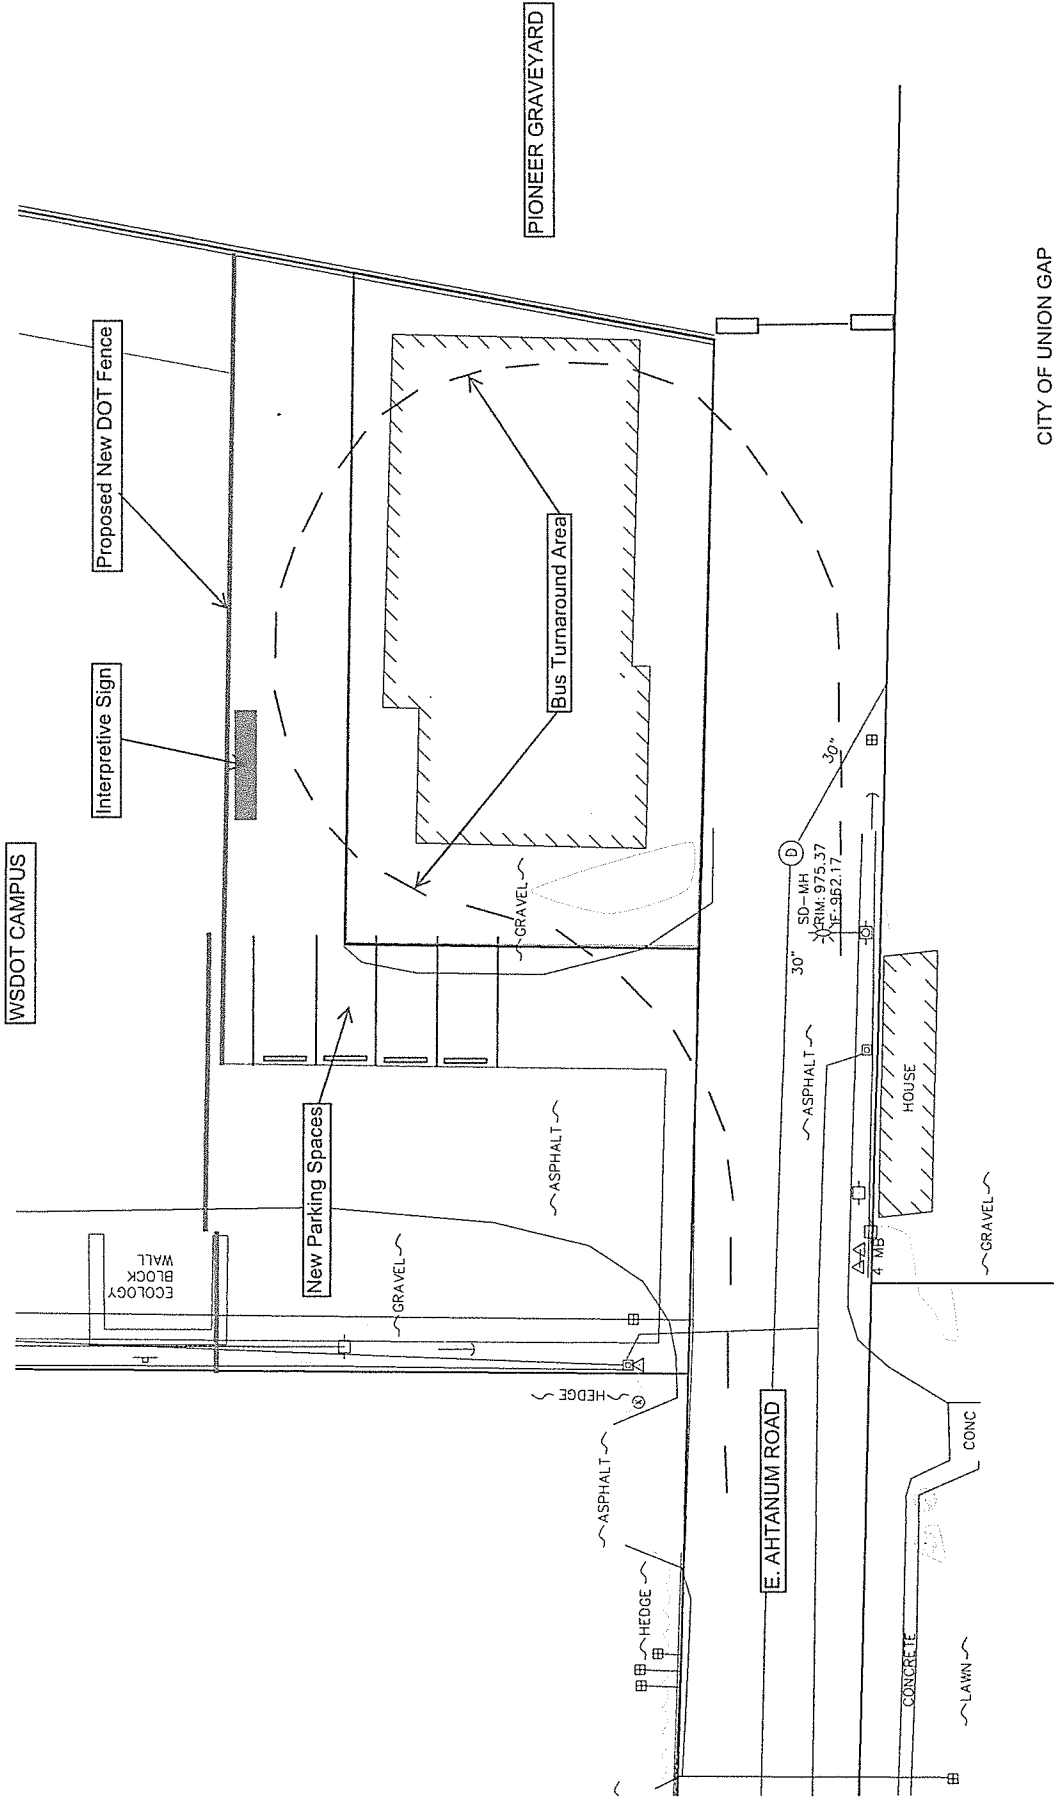 WSDOT CAMPUS
Interpretive Sign
Proposed New DOT Fence
ECOLOGY
BLOCK
WALL
New Parking Spaces
~GRAVEL~
~ASPHALT~
~GRAVEL~
Bus Turnaround Area
PIONEER GRAVEYARD
~HEDGE~
~ASPHALT~
~HEDGE~
E. AHTANUM ROAD
~ASPHALT~
30"
SD-MH
RIM: 975.37
IE: 962.17
D
30"
4 MB
HOUSE
~GRAVEL~
CONCRETE
CONC
~LAWN~
CITY OF UNION GAP